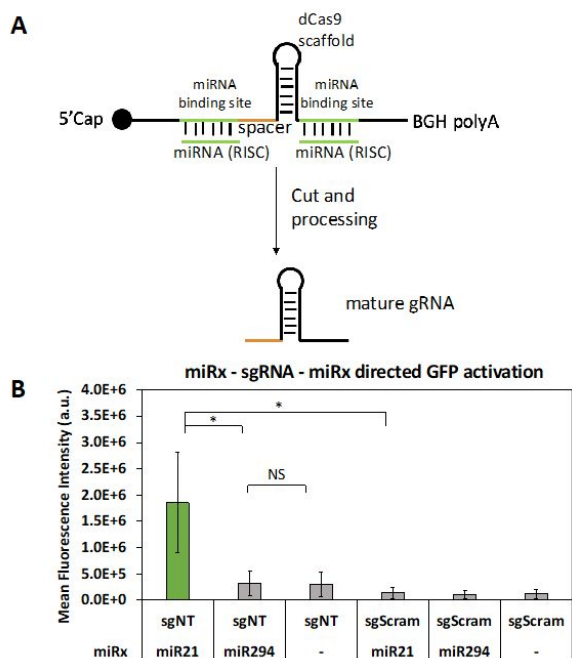 A
dCas9
scaffold
miRNA
binding site
miRNA
binding site
5'Cap
spacer
BGH polyA
miRNA (RISC)
miRNA (RISC)
Cut and
processing
mature gRNA
B
miRx - sgRNA - miRx directed GFP activation
Mean Fluorescence Intensity (a.u.)
4.0E+6
3.5E+6
3.0E+6
2.5E+6
2.0E+6
1.5E+6
1.0E+6
5.0E+5
0.0E+0
*
*
NS
sgNT sgNT sgNT sgScram sgScram sgScram
miRx miR21 miR294 - miR21 miR294 -